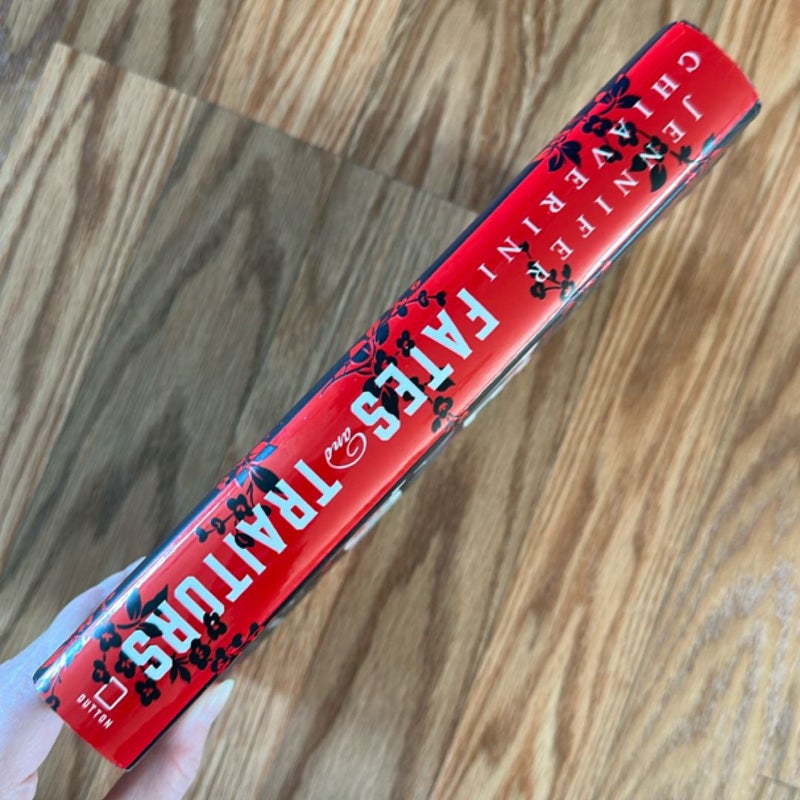 JENNIFER
CHIAVERINI
FATES and TRAITORS
DUTTON